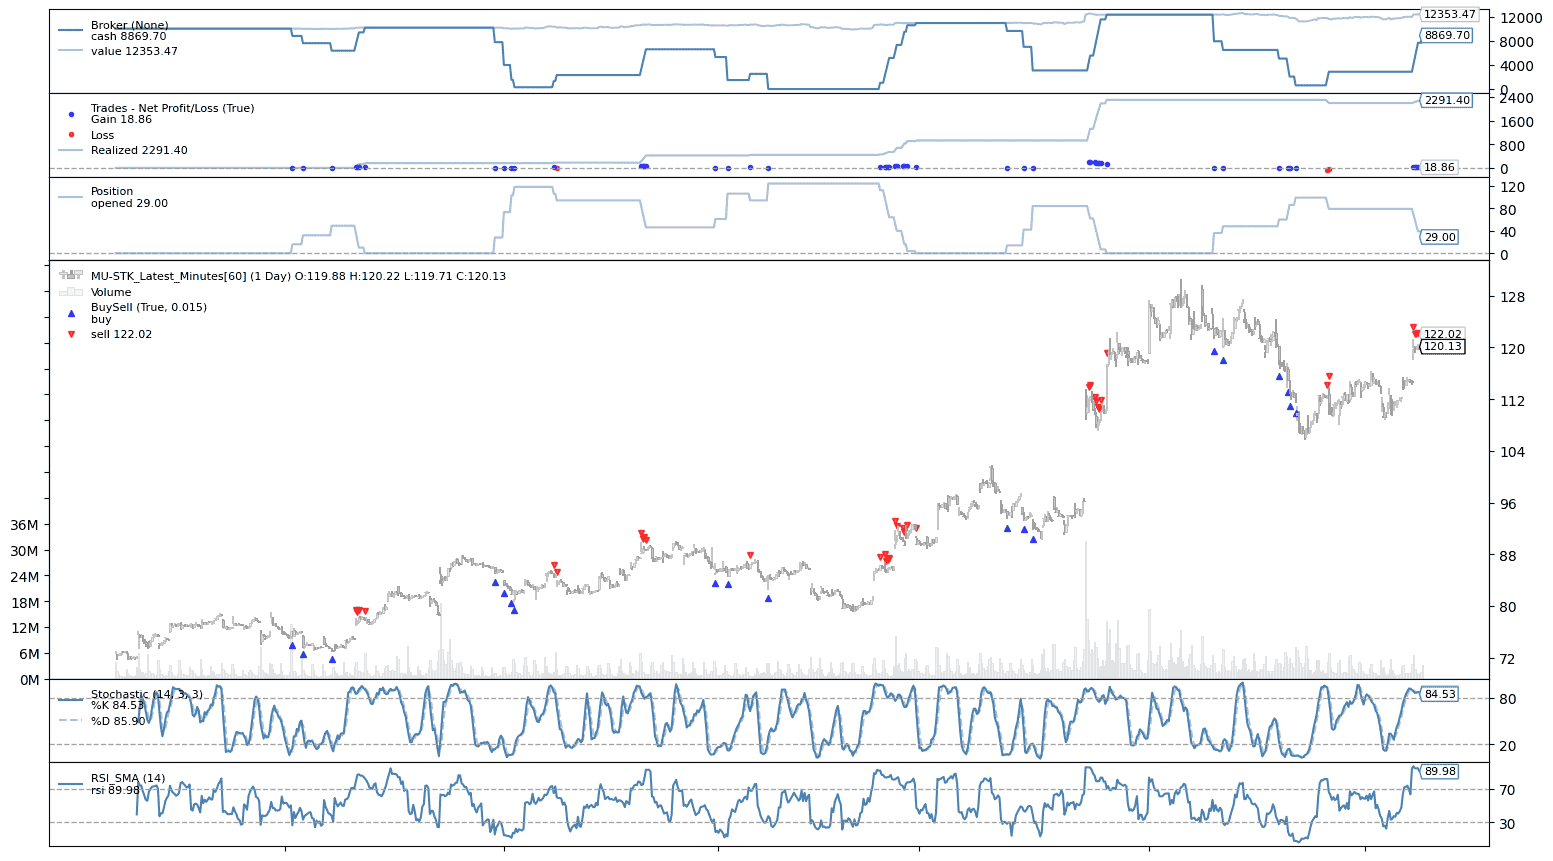 Broker (None)
cash 8869.70
value 12353.47
12353.47
12000
8869.70
8000
4000
0
Trades - Net Profit/Loss (True)
Gain 18.86
Loss
Realized 2291.40
2400
2291.40
1600
800
18.86
0
Position
opened 29.00
120
80
40
29.00
0
MU-STK_Latest_Minutes[60] (1 Day) O:119.88 H:120.22 L:119.71 C:120.13
Volume
BuySell (True, 0.015)
buy
sell 122.02
128
122.02
120.13
120
112
104
96
88
80
72
36M
30M
24M
18M
12M
6M
0M
Stochastic (14, 3, 3)
%K 84.53
%D 85.90
84.53
80
20
RSI_SMA (14)
rsi 89.98
89.98
70
30